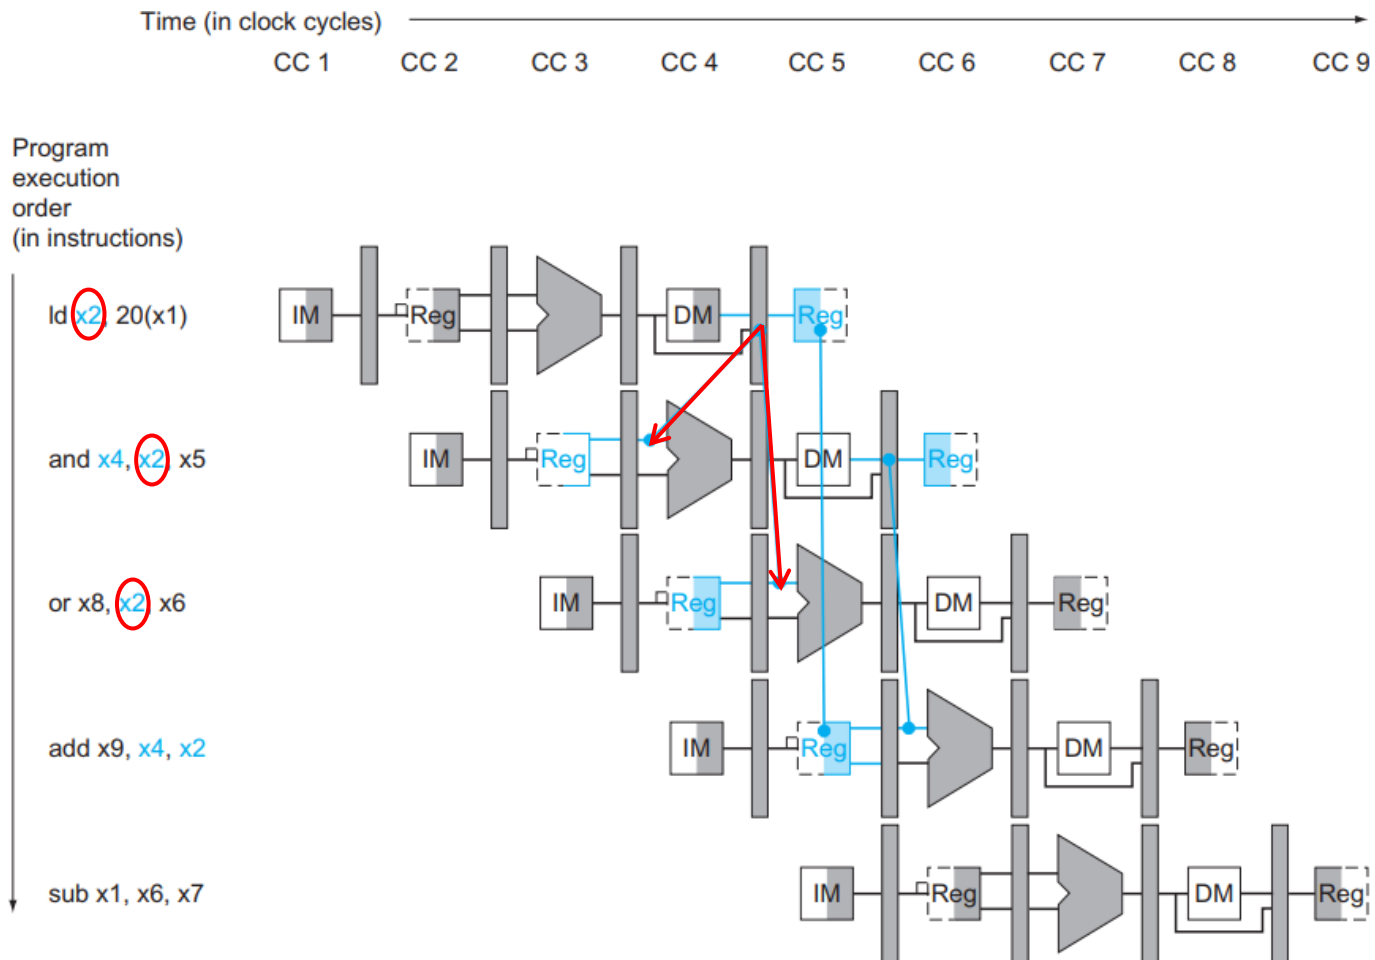 Time (in clock cycles)
CC 1 CC 2 CC 3 CC 4 CC 5 CC 6 CC 7 CC 8 CC 9
Program
execution
order
(in instructions)
ld x2, 20(x1) IM Reg DM Reg
and x4, x2, x5 IM Reg DM Reg
or x8, x2, x6 IM Reg DM Reg
add x9, x4, x2 IM Reg DM Reg
sub x1, x6, x7 IM Reg DM Reg